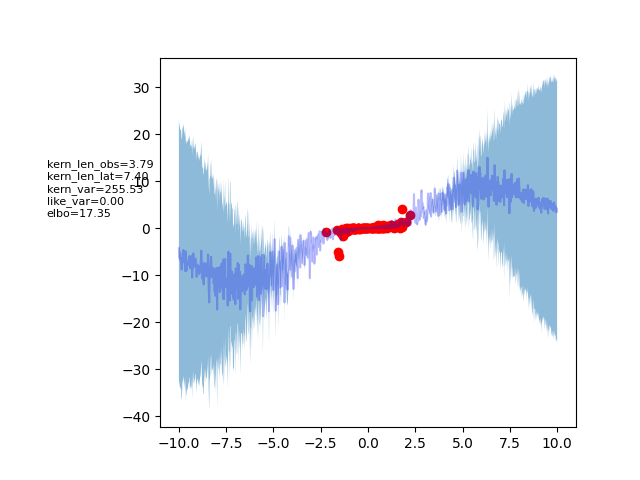 30
20
kern_len_obs=3.79
kern_len_lat=7.40
10
kern_var=255.53
like_var=0.00
elbo=17.35
0
−10
−20
−30
−40
−10.0 −7.5 −5.0 −2.5 0.0 2.5 5.0 7.5 10.0